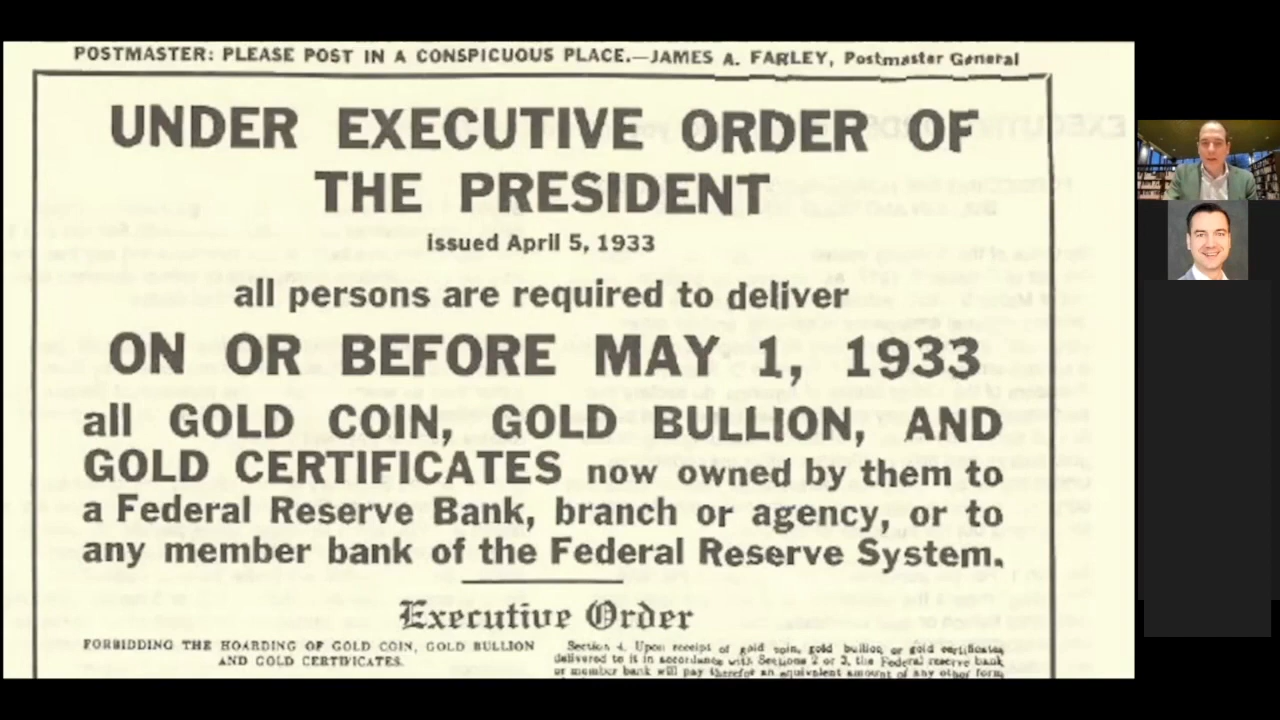 POSTMASTER: PLEASE POST IN A CONSPICUOUS PLACE.—JAMES A. FARLEY, Postmaster General
UNDER EXECUTIVE ORDER OF
THE PRESIDENT
issued April 5, 1933
all persons are required to deliver
ON OR BEFORE MAY 1, 1933
all GOLD COIN, GOLD BULLION, AND
GOLD CERTIFICATES now owned by them to
a Federal Reserve Bank, branch or agency, or to
any member bank of the Federal Reserve System.
Executive Order
FORBIDDING THE HOARDING OF GOLD COIN, GOLD BULLION
AND GOLD CERTIFICATES.
Section 4. Upon receipt of gold coin, gold bullion or gold certificates
delivered to it in accordance with Sections 2 or 3, the Federal reserve bank
or member bank will pay therefor an equivalent amount of any other form